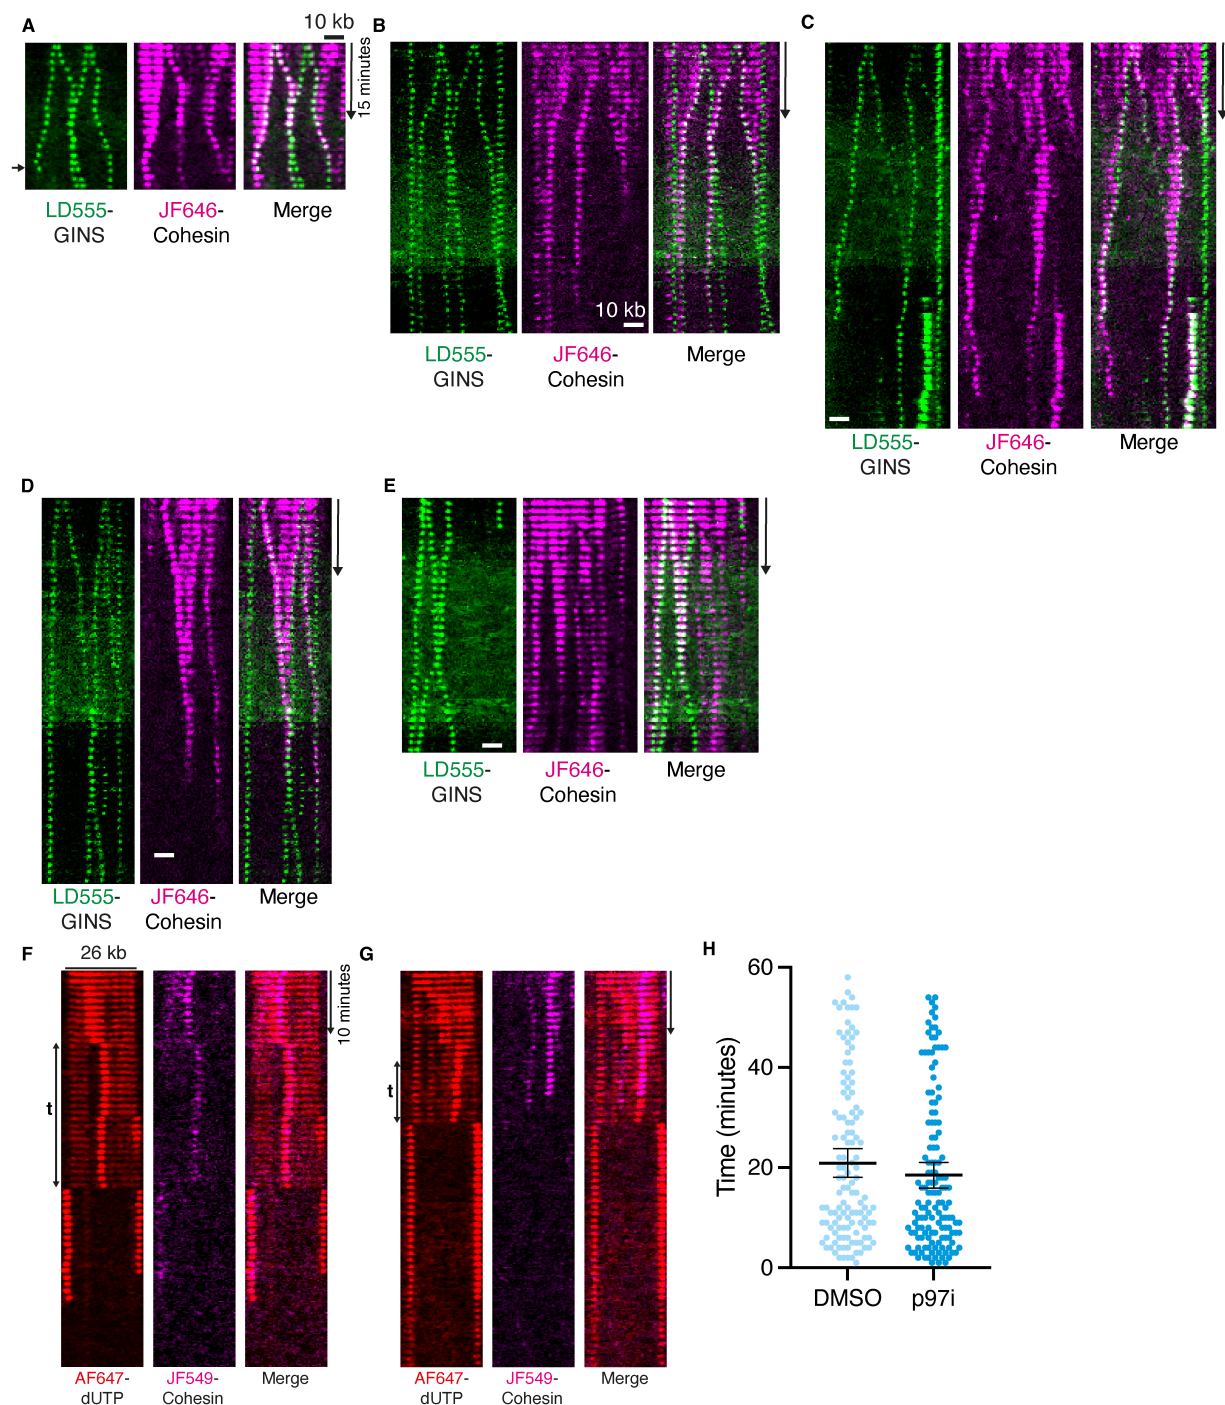 A
10 kb
15 minutes
LD555-
GINS
JF646-
Cohesin
Merge
B
10 kb
LD555-
GINS
JF646-
Cohesin
Merge
C
LD555-
GINS
JF646-
Cohesin
Merge
D
LD555-
GINS
JF646-
Cohesin
Merge
E
LD555-
GINS
JF646-
Cohesin
Merge
F
26 kb
10 minutes
t
AF647-
dUTP
JF549-
Cohesin
Merge
G
t
AF647-
dUTP
JF549-
Cohesin
Merge
H
Time (minutes)
60
40
20
0
DMSO
p97i